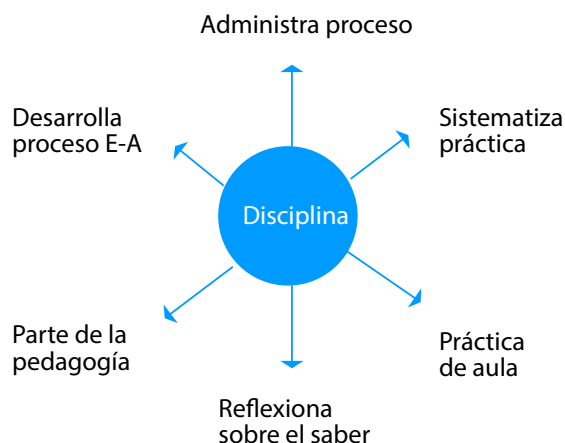 Administra proceso
Desarrolla
proceso E-A
Sistematiza
práctica
Disciplina
Parte de la
pedagogía
Práctica
de aula
Reflexiona
sobre el saber